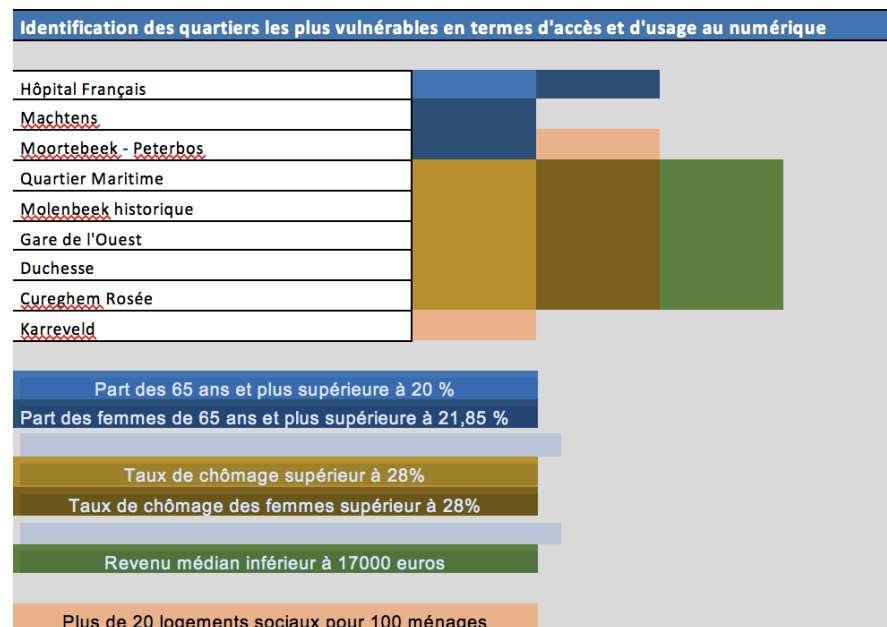 Identification des quartiers les plus vulnérables en termes d'accès et d'usage au numérique
Hôpital Français
Machtens
Moortebeek - Peterbos
Quartier Maritime
Molenbeek historique
Gare de l'Ouest
Duchesse
Cureghem Rosée
Karreveld
Part des 65 ans et plus supérieure à 20 %
Part des femmes de 65 ans et plus supérieure à 21,85 %
Taux de chômage supérieur à 28%
Taux de chômage des femmes supérieur à 28%
Revenu médian inférieur à 17000 euros
Plus de 20 logements sociaux pour 100 ménages